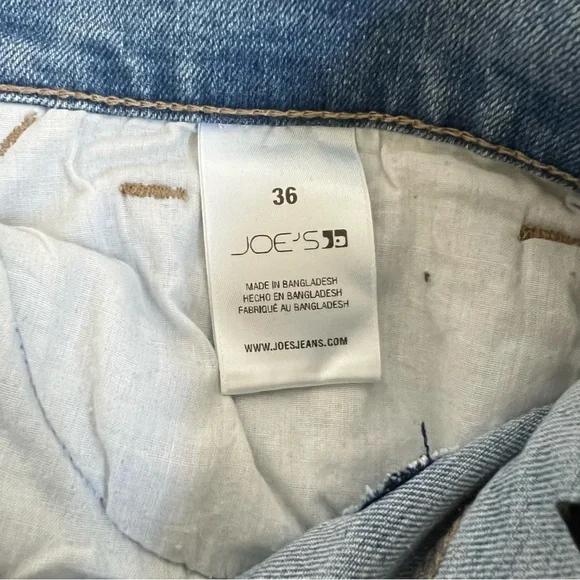 36
JOE'S
MADE IN BANGLADESH
HECHO EN BANGLADESH
FABRIQUÉ AU BANGLADESH
WWW.JOESJEANS.COM